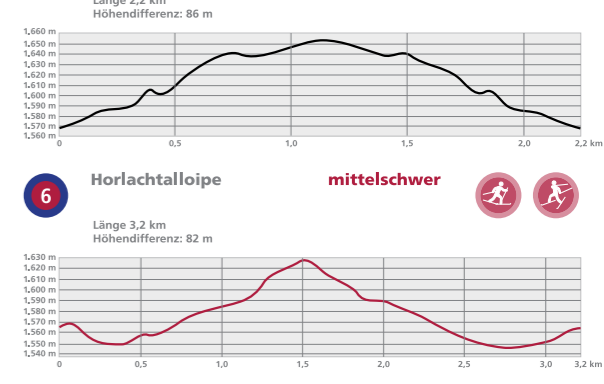 Länge 2,2 km
Höhendifferenz: 86 m
1,660 m
1,650 m
1,640 m
1,630 m
1,620 m
1,610 m
1,600 m
1,590 m
1,580 m
1,570 m
1,560 m
0 0,5 1,0 1,5 2,0 2,2 km
6 Horlachtalloipe mittelschwer
Länge 3,2 km
Höhendifferenz: 82 m
1,630 m
1,620 m
1,610 m
1,600 m
1,590 m
1,580 m
1,570 m
1,560 m
1,550 m
1,540 m
0 0,5 1,0 1,5 2,0 2,5 3,0 3,2 km